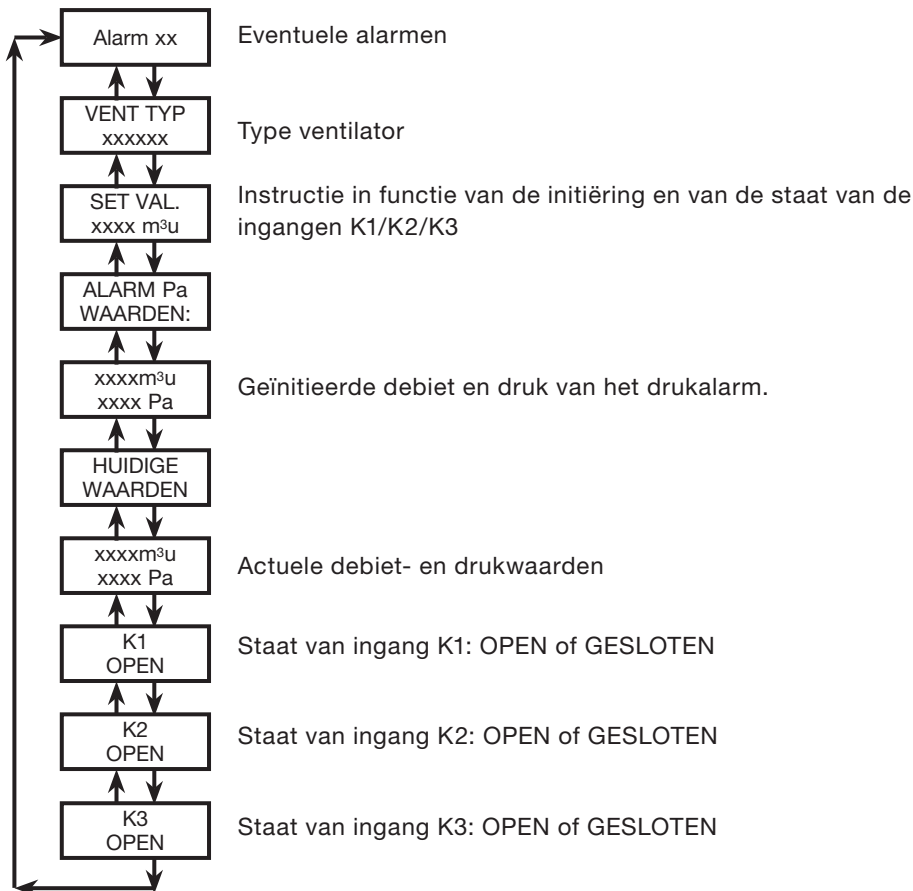 Alarm xx
Eventuele alarmen
VENT TYP
xxxxxx
Type ventilator
SET VAL.
xxxx m³u
Instructie in functie van de initiëring en van de staat van de
ingangen K1/K2/K3
ALARM Pa
WAARDEN:
xxxxm³u
xxxx Pa
Geïnitieerde debiet en druk van het drukalarm.
HUIDIGE
WAARDEN
xxxxm³u
xxxx Pa
Actuele debiet- en drukwaarden
K1
OPEN
Staat van ingang K1: OPEN of GESLOTEN
K2
OPEN
Staat van ingang K2: OPEN of GESLOTEN
K3
OPEN
Staat van ingang K3: OPEN of GESLOTEN